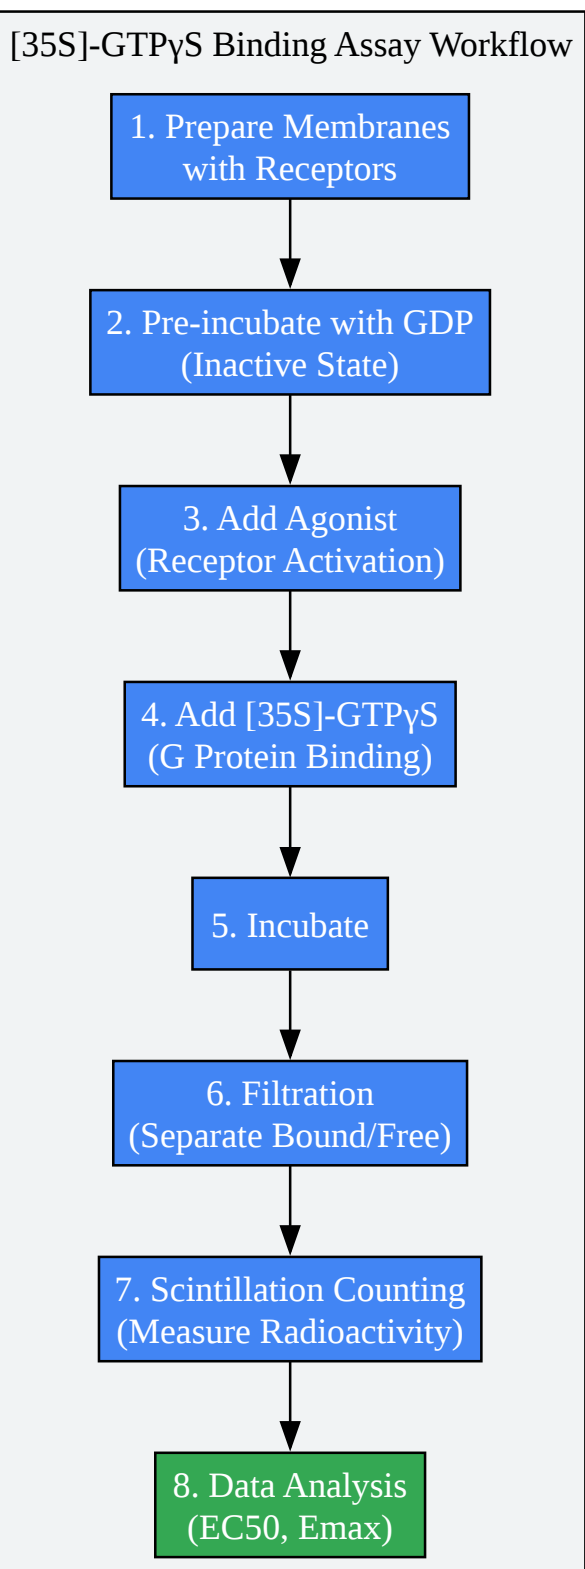 [35S]-GTPγS Binding Assay Workflow
1. Prepare Membranes
with Receptors
2. Pre-incubate with GDP
(Inactive State)
3. Add Agonist
(Receptor Activation)
4. Add [35S]-GTPγS
(G Protein Binding)
5. Incubate
6. Filtration
(Separate Bound/Free)
7. Scintillation Counting
(Measure Radioactivity)
8. Data Analysis
(EC50, Emax)